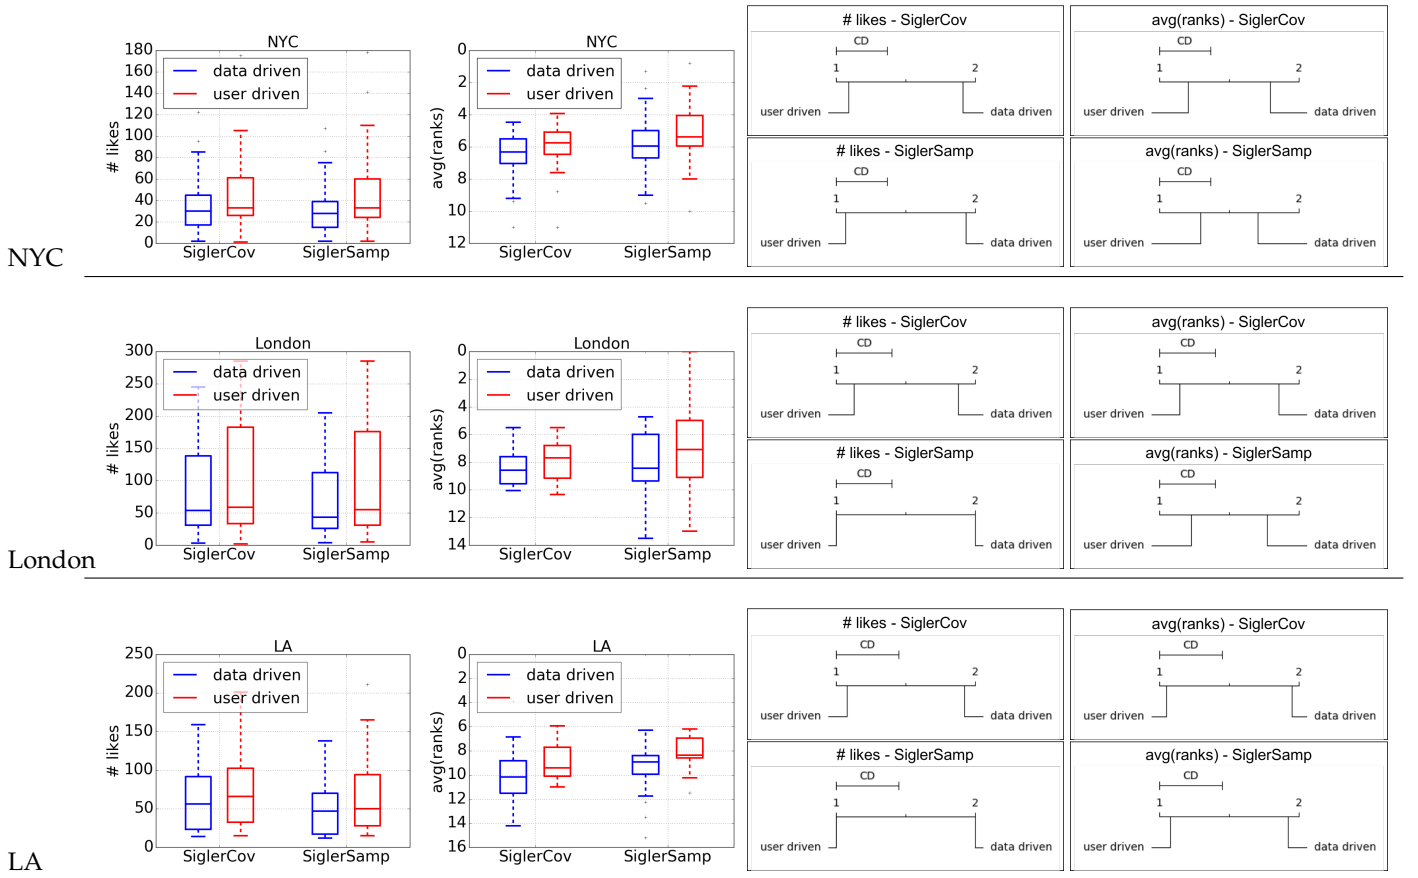 NYC
180
160
140
120
100
80
60
40
20
0
# likes
data driven
user driven
SiglerCov SiglerSamp
NYC
0
2
4
6
8
10
12
avg(ranks)
data driven
user driven
SiglerCov SiglerSamp
# likes - SiglerCov
CD
1 2
user driven data driven
avg(ranks) - SiglerCov
CD
1 2
user driven data driven
# likes - SiglerSamp
CD
1 2
user driven data driven
avg(ranks) - SiglerSamp
CD
1 2
user driven data driven
NYC
London
300
250
200
150
100
50
0
# likes
data driven
user driven
SiglerCov SiglerSamp
London
0
2
4
6
8
10
12
14
avg(ranks)
data driven
user driven
SiglerCov SiglerSamp
# likes - SiglerCov
CD
1 2
user driven data driven
avg(ranks) - SiglerCov
CD
1 2
user driven data driven
# likes - SiglerSamp
CD
1 2
user driven data driven
avg(ranks) - SiglerSamp
CD
1 2
user driven data driven
London
LA
250
200
150
100
50
0
# likes
data driven
user driven
SiglerCov SiglerSamp
LA
0
2
4
6
8
10
12
14
16
avg(ranks)
data driven
user driven
SiglerCov SiglerSamp
# likes - SiglerCov
CD
1 2
user driven data driven
avg(ranks) - SiglerCov
CD
1 2
user driven data driven
# likes - SiglerSamp
CD
1 2
user driven data driven
avg(ranks) - SiglerSamp
CD
1 2
user driven data driven
LA